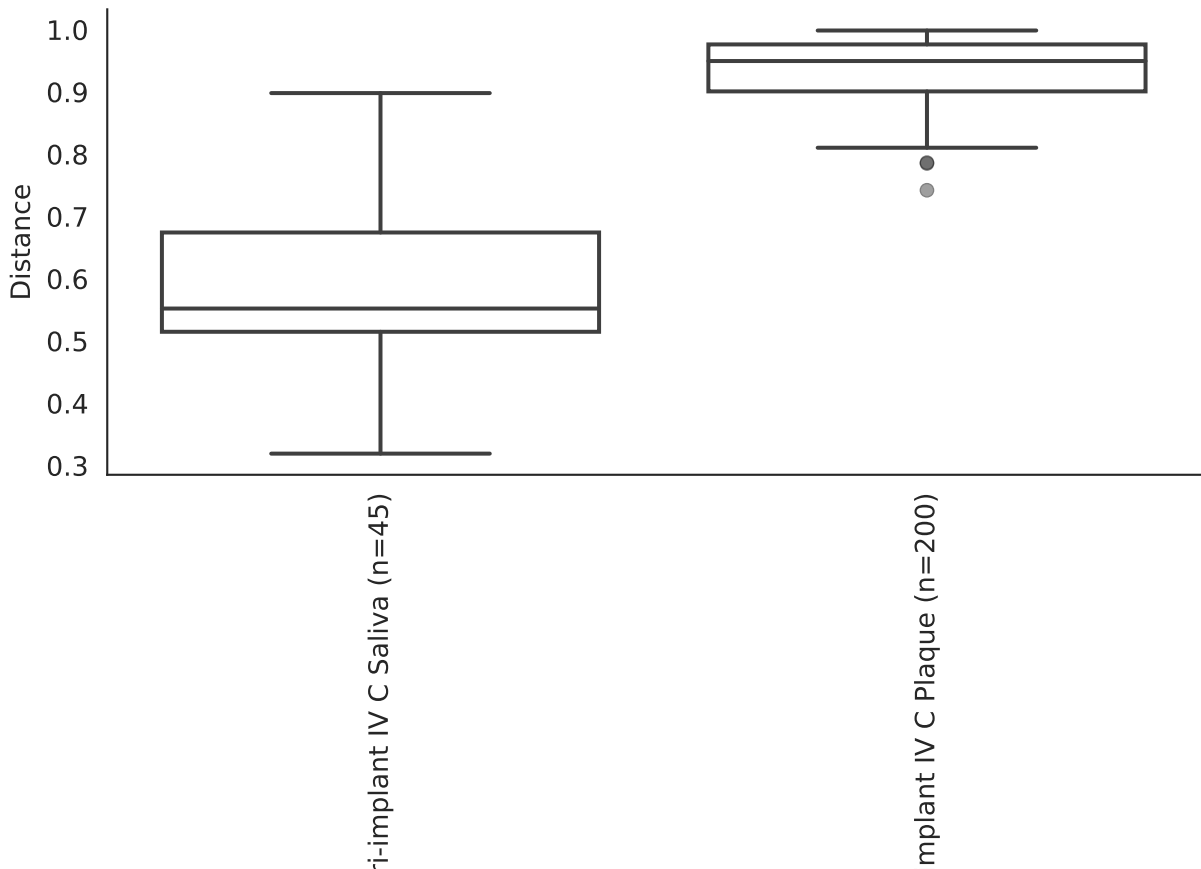 1.0
0.9
0.8
0.7
0.6
0.5
0.4
0.3
Distance
ri-implant IV C Saliva (n=45)
mplant IV C Plaque (n=200)